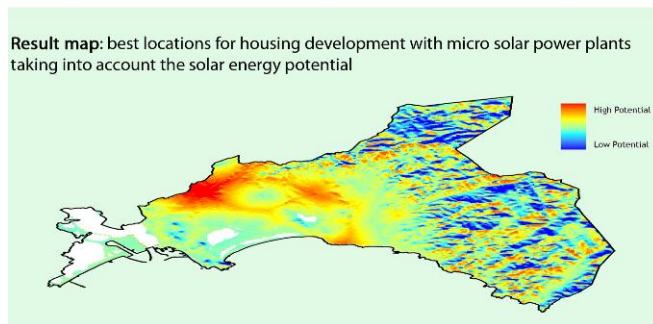 Result map: best locations for housing development with micro solar power plants
taking into account the solar energy potential
High Potential
Low Potential